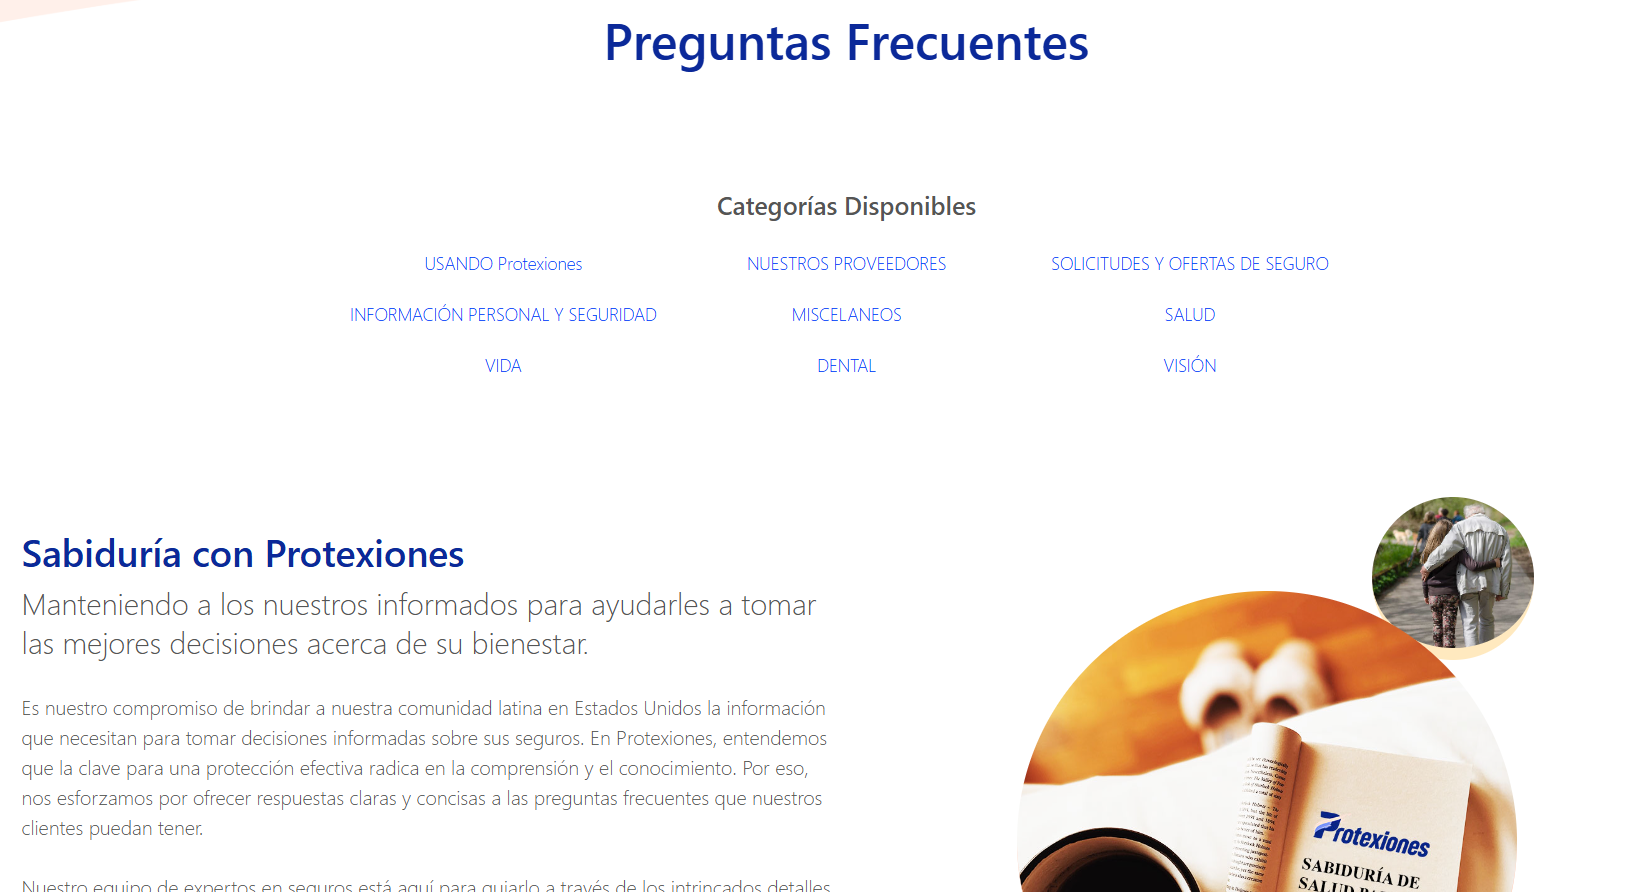 Preguntas Frecuentes
Categorías Disponibles
USANDO Protexiones
NUESTROS PROVEEDORES
SOLICITUDES Y OFERTAS DE SEGURO
INFORMACIÓN PERSONAL Y SEGURIDAD
MISCELANEOS
SALUD
VIDA
DENTAL
VISIÓN
Sabiduría con Protexiones
Manteniendo a los nuestros informados para ayudarles a tomar
las mejores decisiones acerca de su bienestar.
Es nuestro compromiso de brindar a nuestra comunidad latina en Estados Unidos la información
que necesitan para tomar decisiones informadas sobre sus seguros. En Protexiones, entendemos
que la clave para una protección efectiva radica en la comprensión y el conocimiento. Por eso,
nos esforzamos por ofrecer respuestas claras y concisas a las preguntas frecuentes que nuestros
clientes puedan tener.
Nuestro equipo de expertos en seguros está aquí para guiarlo a través de los intrincados detalles
Protexiones
SABIDURÍA DE
SALUD